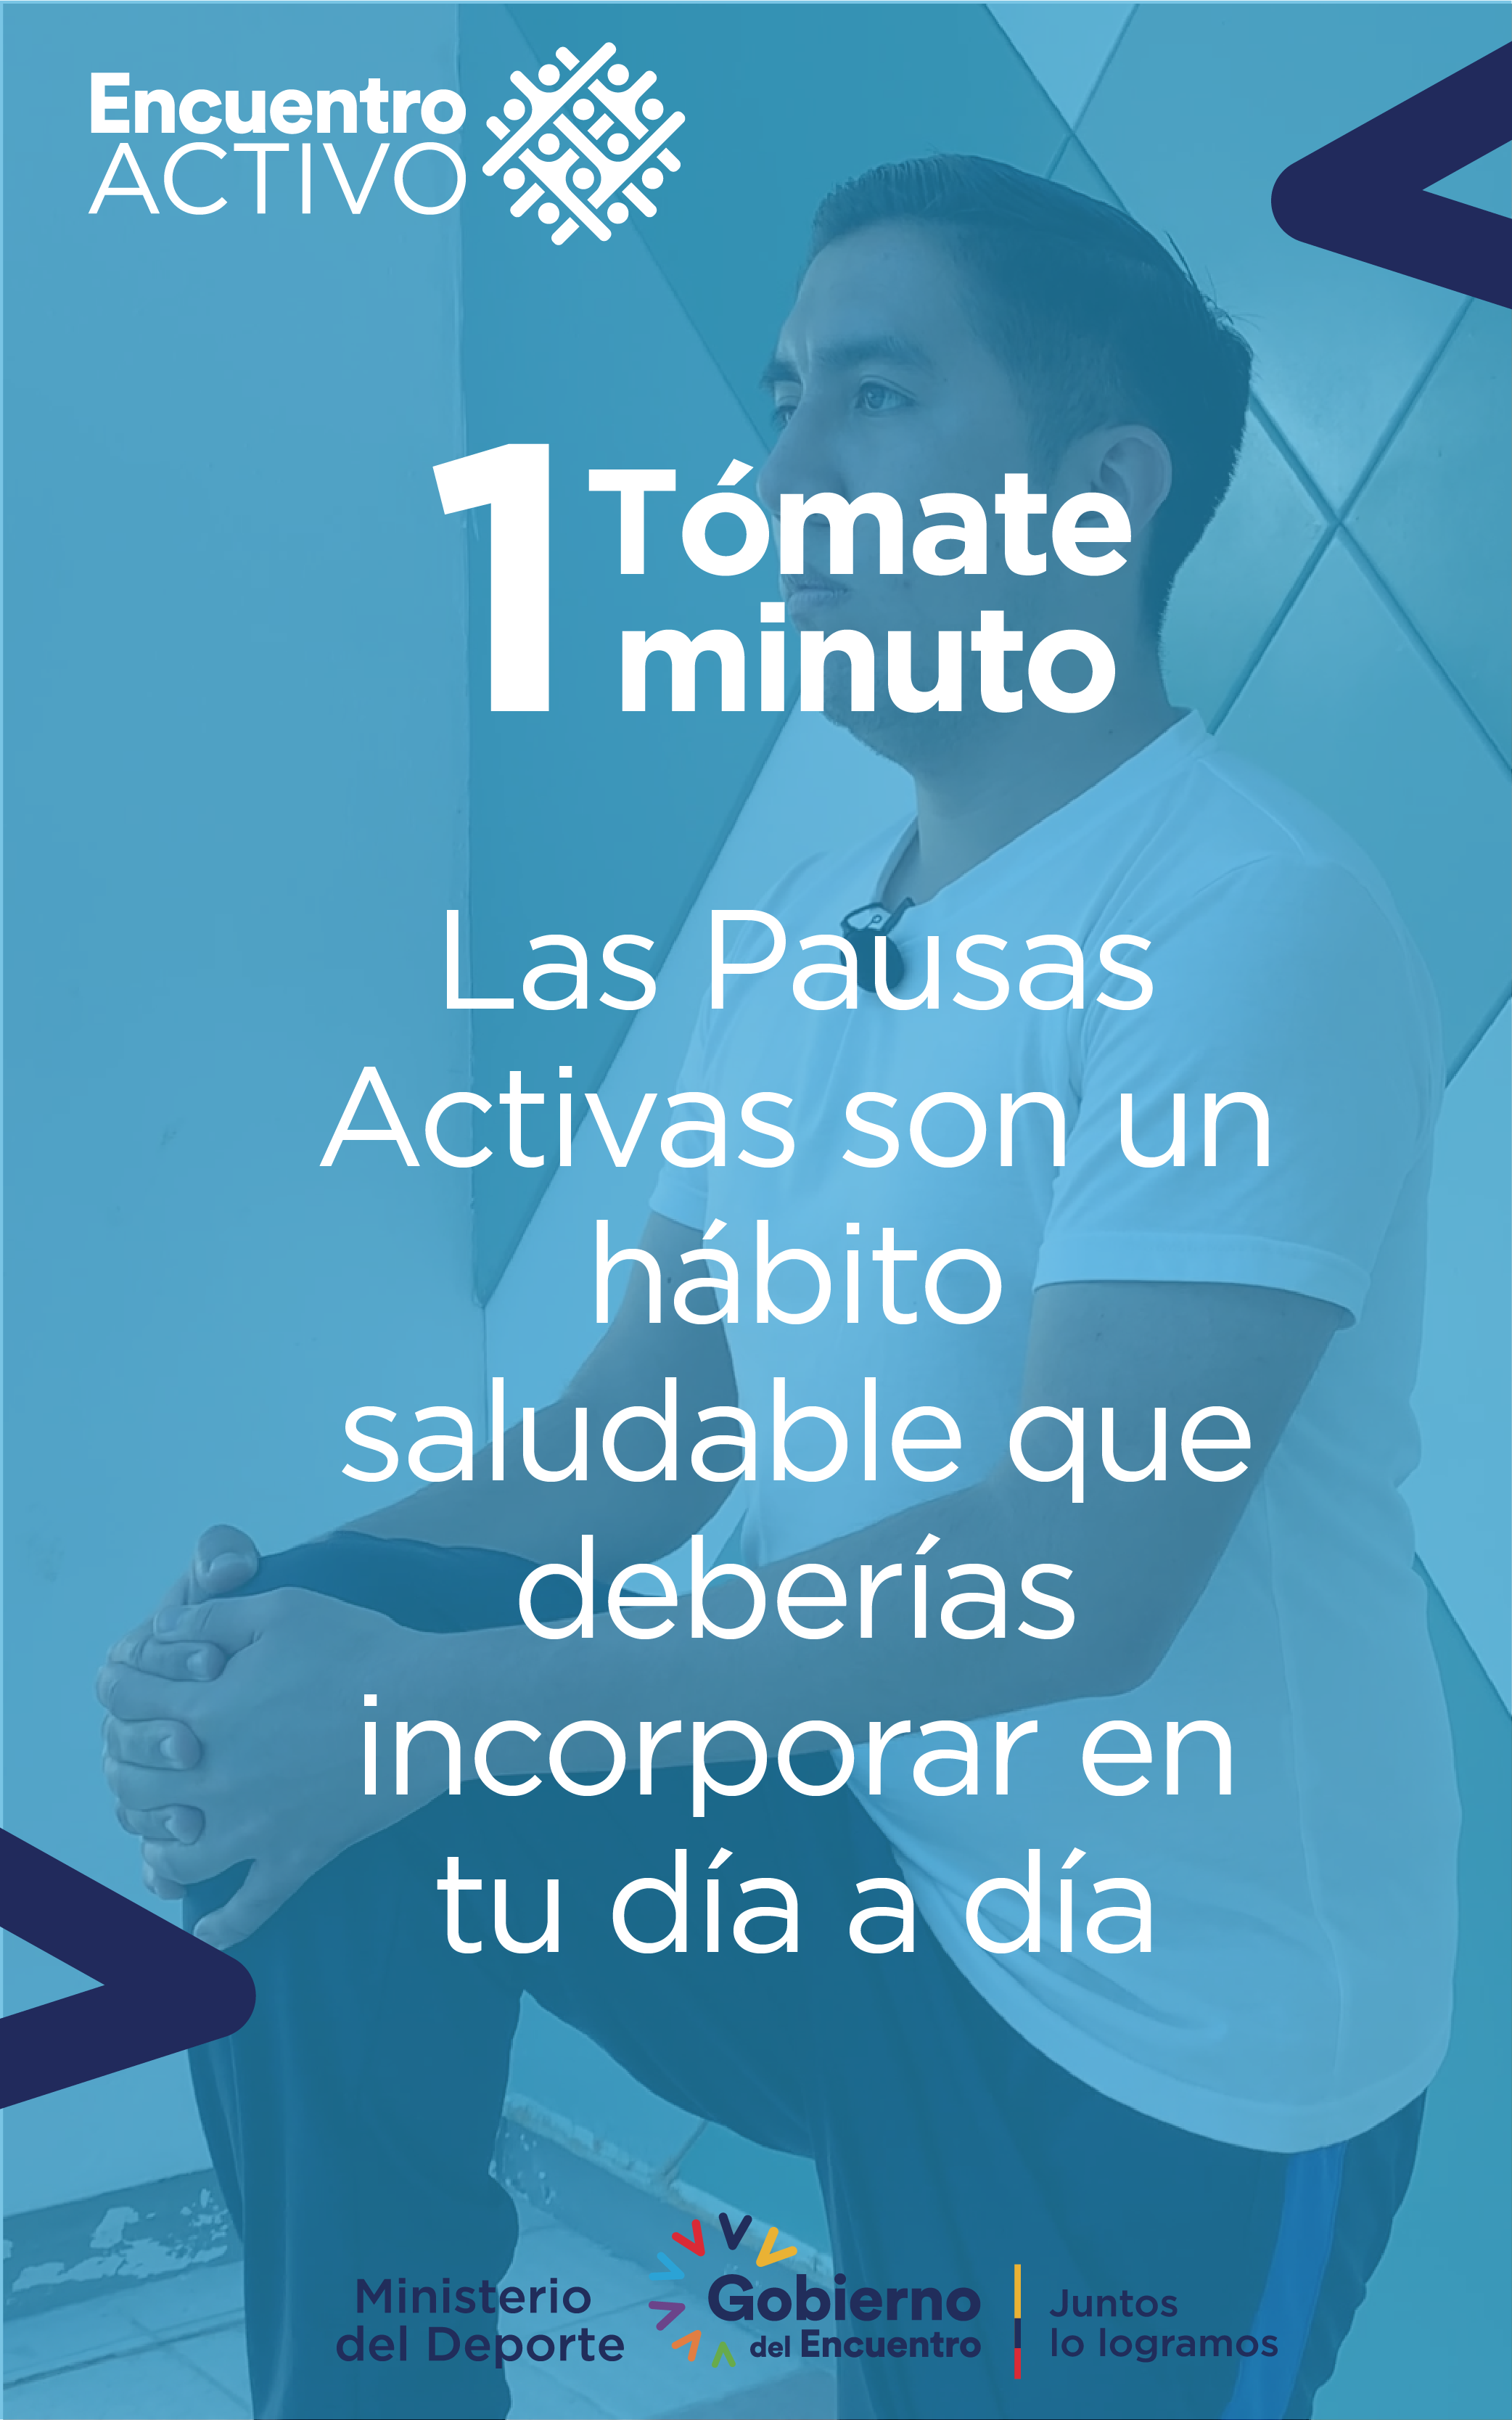 Encuentro
ACTIVO
1 Tómate
minuto
Las Pausas
Activas son un
hábito
saludable que
deberías
incorporar en
tu día a día
Ministerio
del Deporte
Gobierno
del Encuentro
Juntos
lo logramos